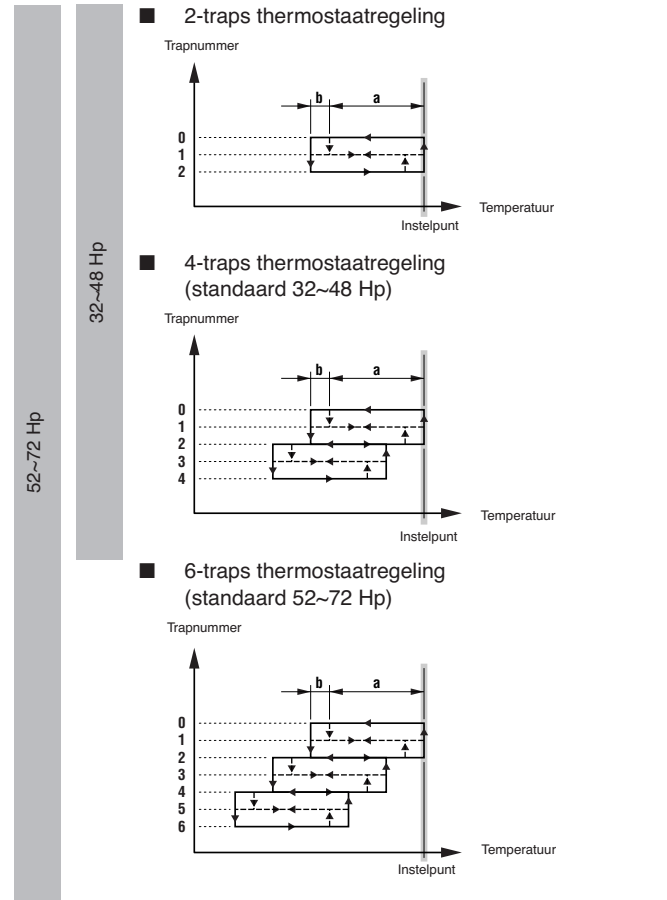 52~72 Hp
32~48 Hp
■ 2-traps thermostaatregeling
Trapnummer
b a
0
1
2
Temperatuur
Instelpunt
■ 4-traps thermostaatregeling
(standaard 32~48 Hp)
Trapnummer
b a
0
1
2
3
4
Temperatuur
Instelpunt
■ 6-traps thermostaatregeling
(standaard 52~72 Hp)
Trapnummer
b a
0
1
2
3
4
5
6
Temperatuur
Instelpunt